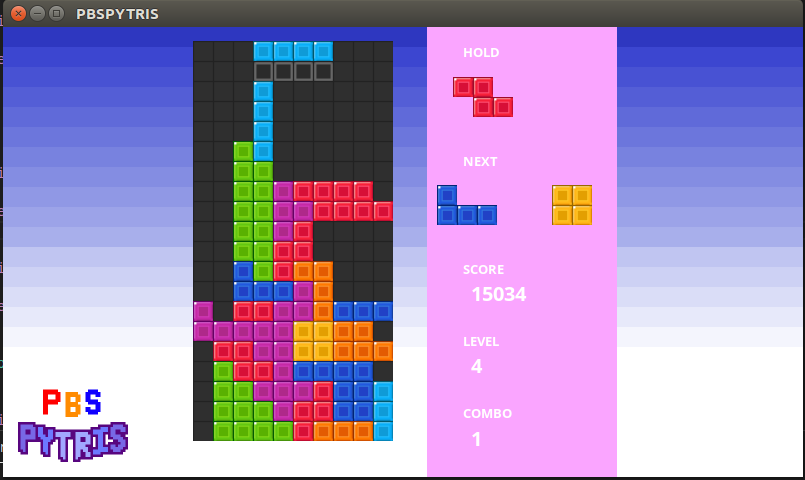 PBSPYTRIS
HOLD
NEXT
SCORE
15034
LEVEL
4
COMBO
1
PBS
PYTRIS